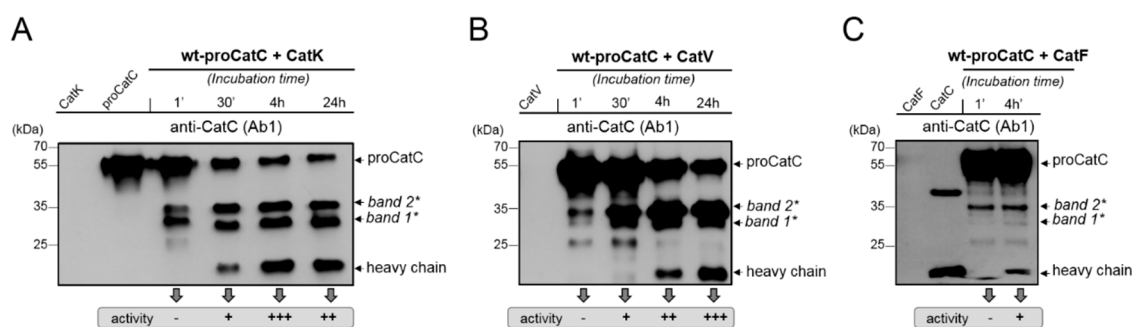 A
wt-proCatC + CatK
(Incubation time)
CatK
proCatC
1' 30' 4h 24h
(kDa)
anti-CatC (Ab1)
70
55
35
25
proCatC
band 2*
band 1*
heavy chain
activity - + +++ ++
B
wt-proCatC + CatV
(Incubation time)
CatV
1' 30' 4h 24h
(kDa)
anti-CatC (Ab1)
70
55
35
25
proCatC
band 2*
band 1*
heavy chain
activity - + ++ +++
C
wt-proCatC + CatF
(Incubation time)
CatF
CatC
1' 4h'
(kDa)
anti-CatC (Ab1)
70
55
35
25
proCatC
band 2*
band 1*
heavy chain
activity - +